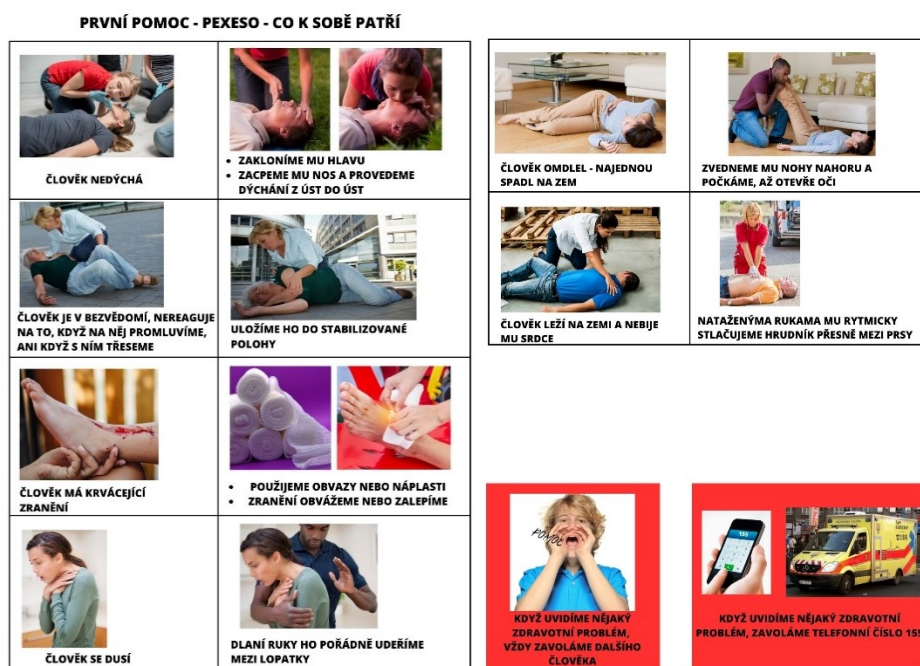 PRVNÍ POMOC - PEXESO - CO K SOBĚ PATŘÍ
ČLOVĚK NEDÝCHÁ
• ZAKLONÍME MU HLAVU
• ZACPEME MU NOS A PROVEDEME
DÝCHÁNÍ Z ÚST DO ÚST
ČLOVĚK JE V BEZVĚDOMÍ, NEREAGUJE
NA TO, KDYŽ NA NĚJ PROMLUVÍME,
ANI KDYŽ S NÍM TŘESEME
ULOŽÍME HO DO STABILIZOVANÉ
POLOHY
ČLOVĚK MÁ KRVÁCEJÍCÍ
ZRANĚNÍ
• POUŽIJEME OBVAZY NEBO NÁPLASTI
• ZRANĚNÍ OBVÁŽEME NEBO ZALEPÍME
ČLOVĚK SE DUSÍ
DLANÍ RUKY HO POŘÁDNĚ UDEŘÍME
MEZI LOPATKY
ČLOVĚK OMDLEL - NAJEDNOU
SPADL NA ZEM
ZVEDNEME MU NOHY NAHORU A
POČKÁME, AŽ OTEVŘE OČI
ČLOVĚK LEŽÍ NA ZEMI A NEBIJE
MU SRDCE
NATAŽENÝMA RUKAMA MU RYTMICKY
STLAČUJEME HRUDNÍK PŘESNĚ MEZI PRSY
KDYŽ UVIDÍME NĚJAKÝ
ZDRAVOTNÍ PROBLÉM,
VŽDY ZAVOLÁME DALŠÍHO
ČLOVĚKA
155
KDYŽ UVIDÍME NĚJAKÝ ZDRAVOTNÍ
PROBLÉM, ZAVOLÁME TELEFONNÍ ČÍSLO 155